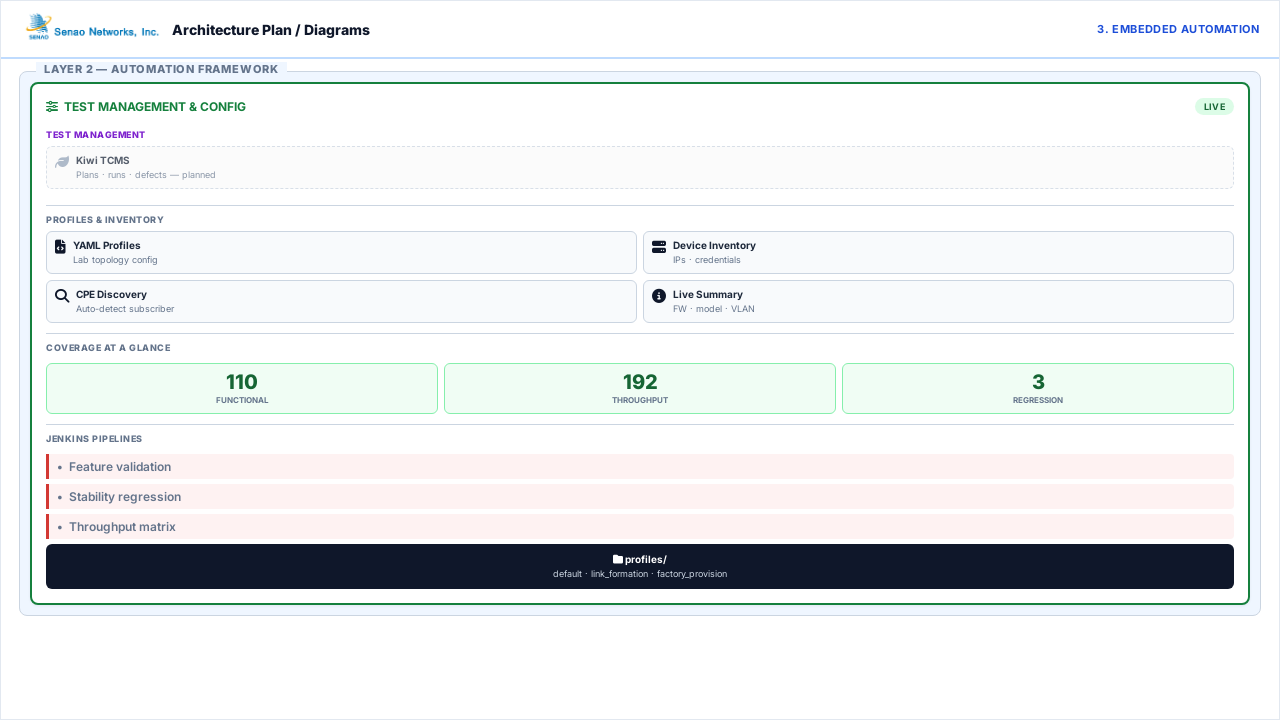 SENAO
Senao Networks, Inc.
Architecture Plan / Diagrams
3. EMBEDDED AUTOMATION
LAYER 2 — AUTOMATION FRAMEWORK
TEST MANAGEMENT & CONFIG
LIVE
TEST MANAGEMENT
Kiwi TCMS
Plans · runs · defects — planned
PROFILES & INVENTORY
YAML Profiles
Lab topology config
Device Inventory
IPs · credentials
CPE Discovery
Auto-detect subscriber
Live Summary
FW · model · VLAN
COVERAGE AT A GLANCE
110
FUNCTIONAL
192
THROUGHPUT
3
REGRESSION
JENKINS PIPELINES
• Feature validation
• Stability regression
• Throughput matrix
profiles/
default · link_formation · factory_provision